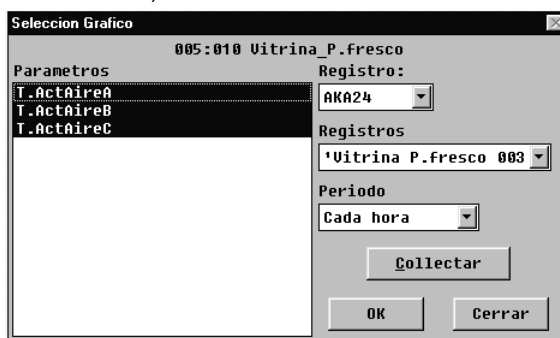 Seleccion Grafico
005:010 Vitrina_P.fresco
Parametros
T.ActAireA
T.ActAireB
T.ActAireC
Registro:
AKA24
Registros
'Vitrina P.fresco 003
Periodo
Cada hora
Collectar
OK
Cerrar